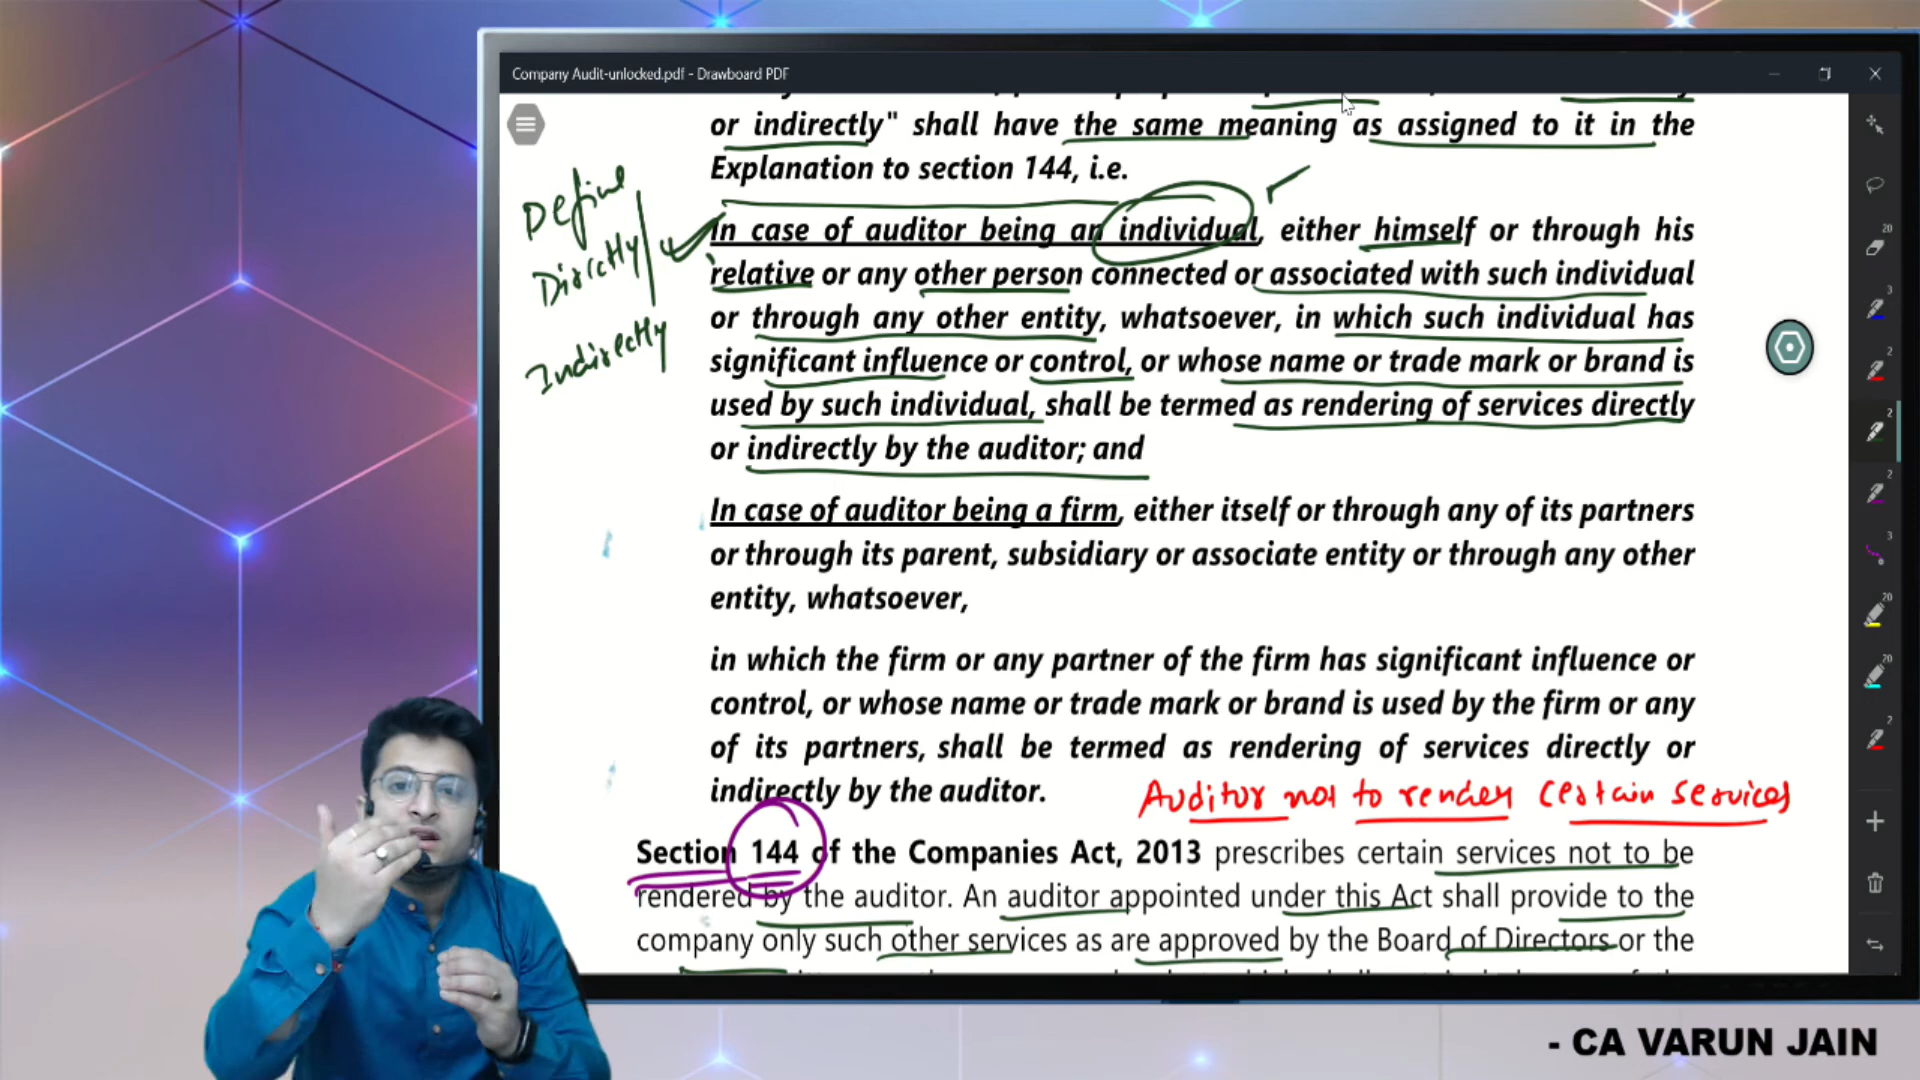 Company Audit-unlocked.pdf - Drawboard PDF
or indirectly" shall have the same meaning as assigned to it in the
Explanation to section 144, i.e.
Define
Directly/
Indirectly
In case of auditor being an individual, either himself or through his
relative or any other person connected or associated with such individual
or through any other entity, whatsoever, in which such individual has
significant influence or control, or whose name or trade mark or brand is
used by such individual, shall be termed as rendering of services directly
or indirectly by the auditor; and
In case of auditor being a firm, either itself or through any of its partners
or through its parent, subsidiary or associate entity or through any other
entity, whatsoever,
in which the firm or any partner of the firm has significant influence or
control, or whose name or trade mark or brand is used by the firm or any
of its partners, shall be termed as rendering of services directly or
indirectly by the auditor.
Auditor not to render certain services
Section 144 of the Companies Act, 2013 prescribes certain services not to be
rendered by the auditor. An auditor appointed under this Act shall provide to the
company only such other services as are approved by the Board of Directors or the
20
3
2
2
2
3
20
20
2
- CA VARUN JAIN